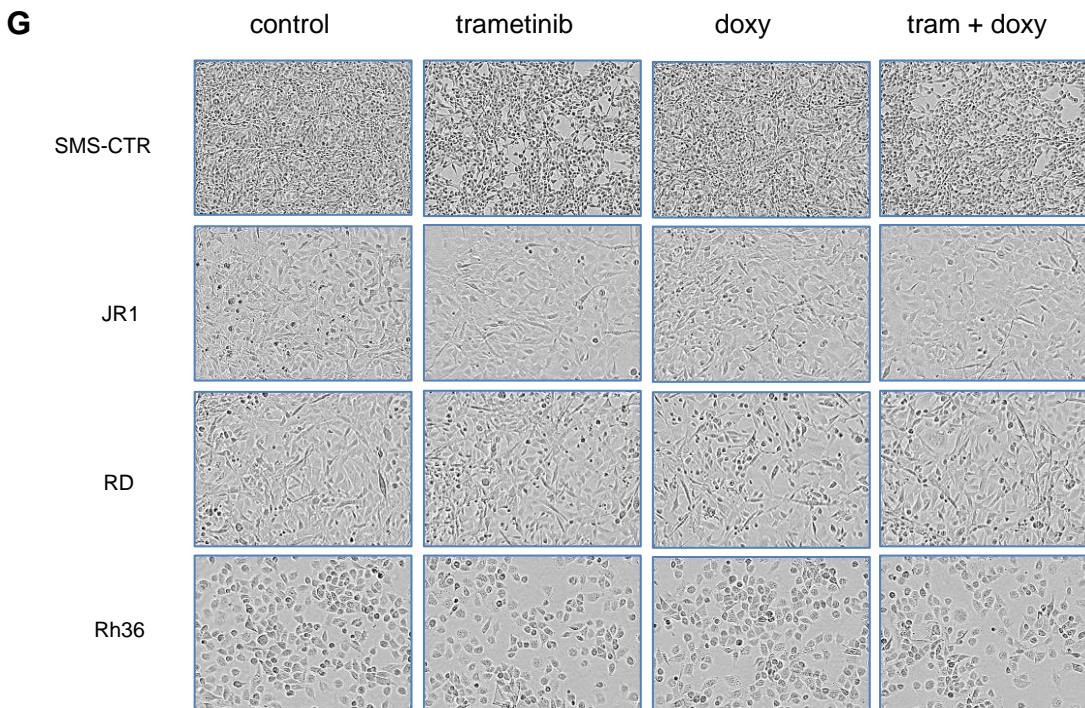 G
control trametinib doxy tram + doxy
SMS-CTR
JR1
RD
Rh36